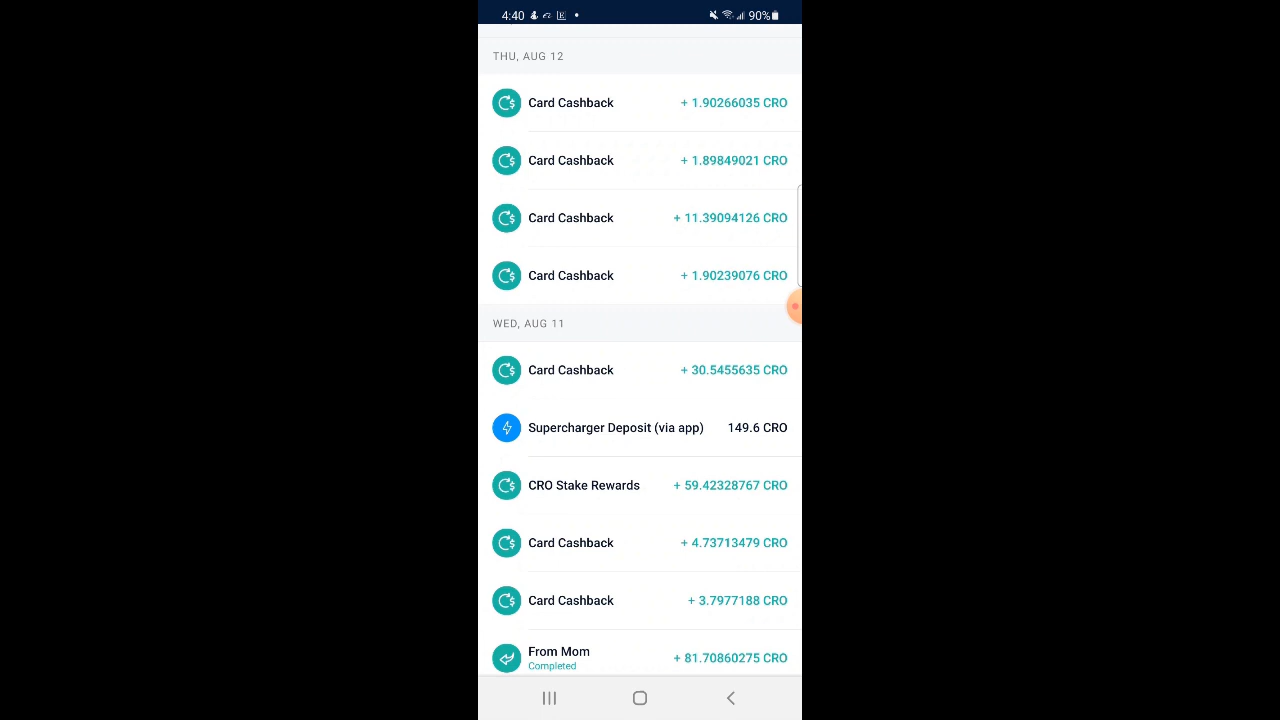 4:40 90%
THU, AUG 12
Card Cashback + 1.90266035 CRO
Card Cashback + 1.89849021 CRO
Card Cashback + 11.39094126 CRO
Card Cashback + 1.90239076 CRO
WED, AUG 11
Card Cashback + 30.5455635 CRO
Supercharger Deposit (via app) 149.6 CRO
CRO Stake Rewards + 59.42328767 CRO
Card Cashback + 4.73713479 CRO
Card Cashback + 3.7977188 CRO
From Mom + 81.70860275 CRO
Completed